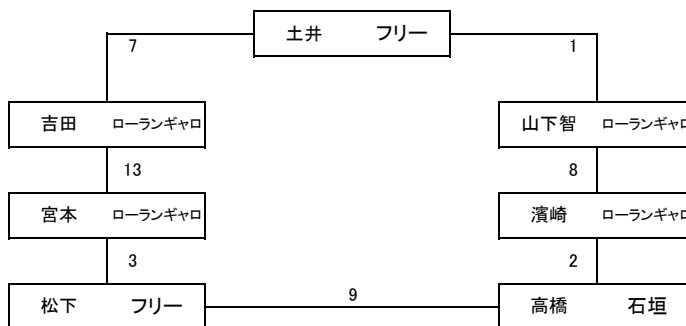 土井 フリー
7
1
吉田 ローランギャロ
山下智 ローランギャロ
13
8
宮本 ローランギャロ
濱崎 ローランギャロ
3
2
松下 フリー
9
高橋 石垣